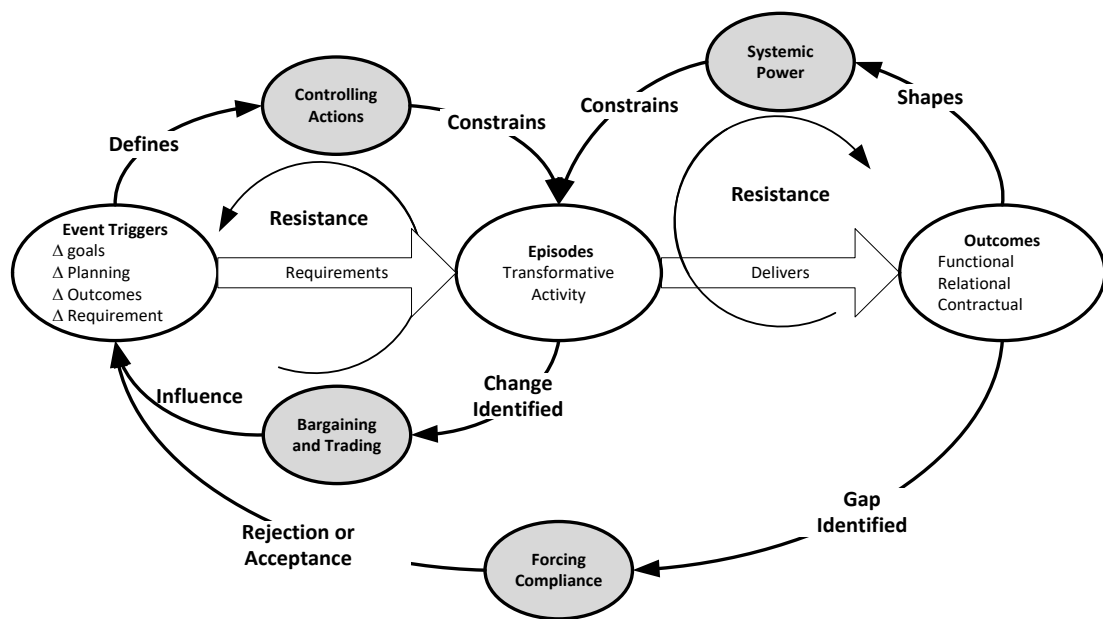 Systemic
Power
Controlling
Actions
Constrains
Shapes
Constrains
Defines
Resistance
Resistance
Event Triggers
Δ goals
Δ Planning
Δ Outcomes
Δ Requirement
Requirements
Episodes
Transformative
Activity
Delivers
Outcomes
Functional
Relational
Contractual
Change
Identified
Influence
Bargaining
and Trading
Gap
Identified
Rejection or
Acceptance
Forcing
Compliance